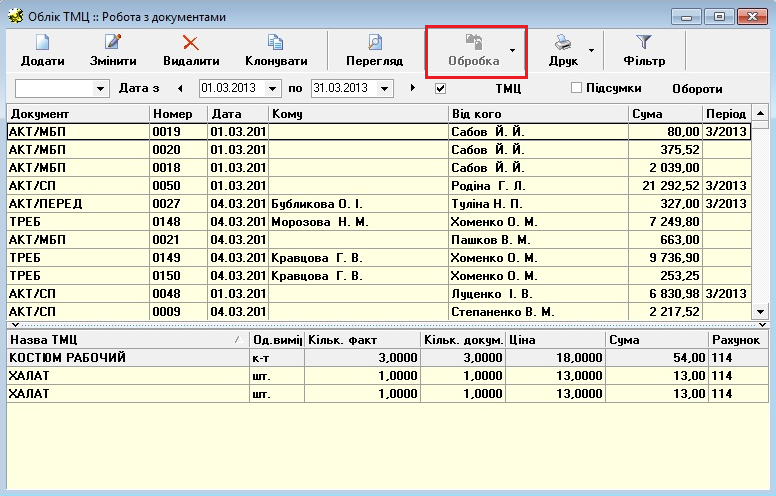 Облік ТМЦ :: Робота з документами
Додати Змінити Видалити Клонувати Перегляд Обробка Друк Фільтр
Дата з 01.03.2013 по 31.03.2013 ТМЦ Підсумки Обороти
Документ Номер Дата Кому Від кого Сума Період
АКТ/МБП 0019 01.03.201 Сабов Й. Й. 80,00 3/2013
АКТ/МБП 0020 01.03.201 Сабов Й. Й. 375,52
АКТ/МБП 0018 01.03.201 Сабов Й. Й. 2 039,00
АКТ/СП 0050 01.03.201 Родіна Г. Л. 21 292,52 3/2013
АКТ/ПЕРЕД 0027 04.03.201 Бубликова О. І. Туліна Н. П. 327,00 3/2013
ТРЕБ 0148 04.03.201 Морозова Н. М. Хоменко О. М. 7 249,80
АКТ/МБП 0021 04.03.201 Пашков В. М. 663,00
ТРЕБ 0149 04.03.201 Кравцова Г. В. Хоменко О. М. 9 736,90
ТРЕБ 0150 04.03.201 Кравцова Г. В. Хоменко О. М. 253,25
АКТ/СП 0048 01.03.201 Луценко І. В. 6 830,98 3/2013
АКТ/СП 0009 04.03.201 Степаненко В. М. 2 217,52
Назва ТМЦ Од.вимір Кільк. факт Кільк. докум. Ціна Сума Рахунок
КОСТЮМ РАБОЧИЙ к-т 3,0000 3,0000 18,0000 54,00 114
ХАЛАТ шт. 1,0000 1,0000 13,0000 13,00 114
ХАЛАТ шт. 1,0000 1,0000 13,0000 13,00 114